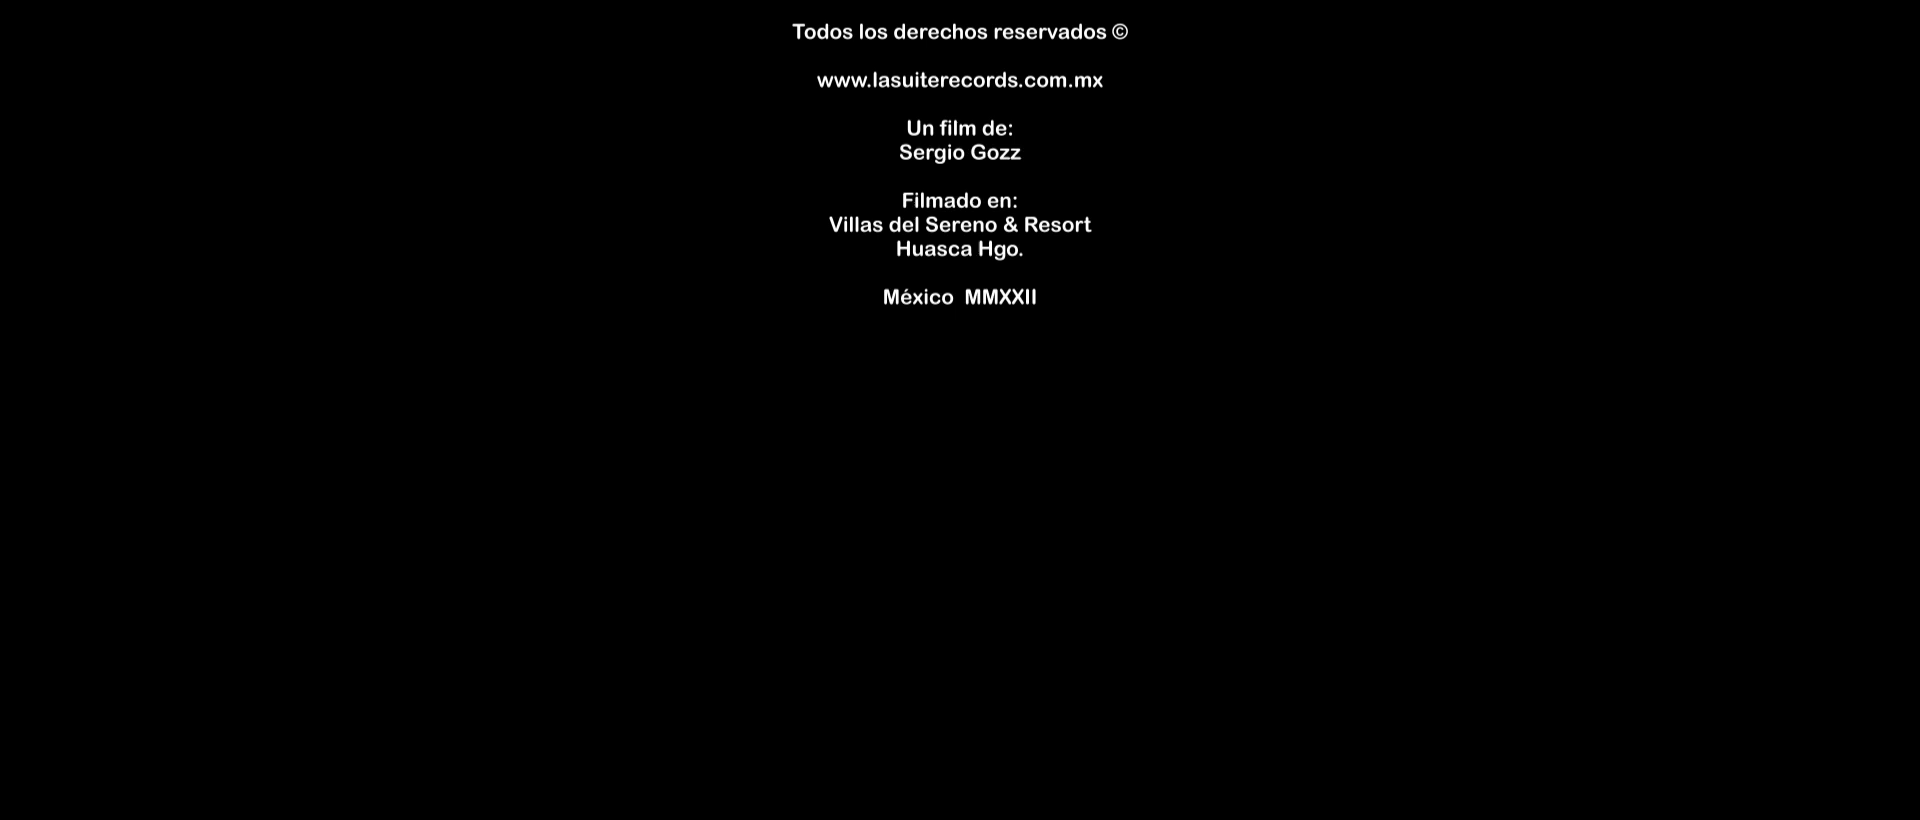 Todos los derechos reservados ©
www.lasuiterecords.com.mx
Un film de:
Sergio Gozz
Filmado en:
Villas del Sereno & Resort
Huasca Hgo.
México  MMXXII